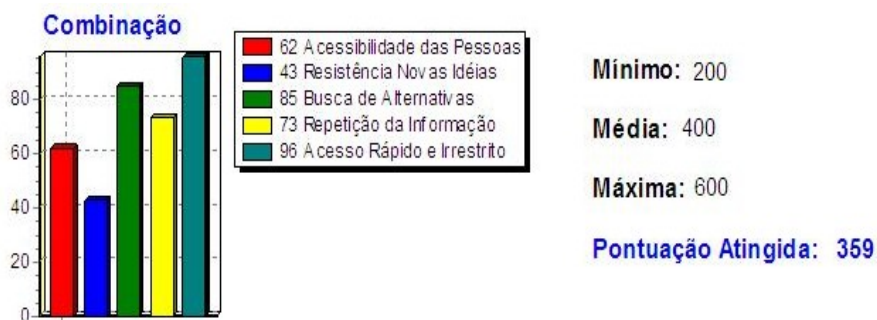 Combinação
80
60
40
20
0
62 Acessibilidade das Pessoas
43 Resistência Novas Idéias
85 Busca de Alternativas
73 Repetição da Informação
96 Acesso Rápido e Irrestrito
Mínimo: 200
Média: 400
Máxima: 600
Pontuação Atingida: 359